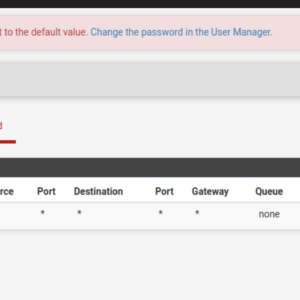 t to the default value. Change the password in the User Manager.
d
rce Port Destination Port Gateway Queue
* * * * none